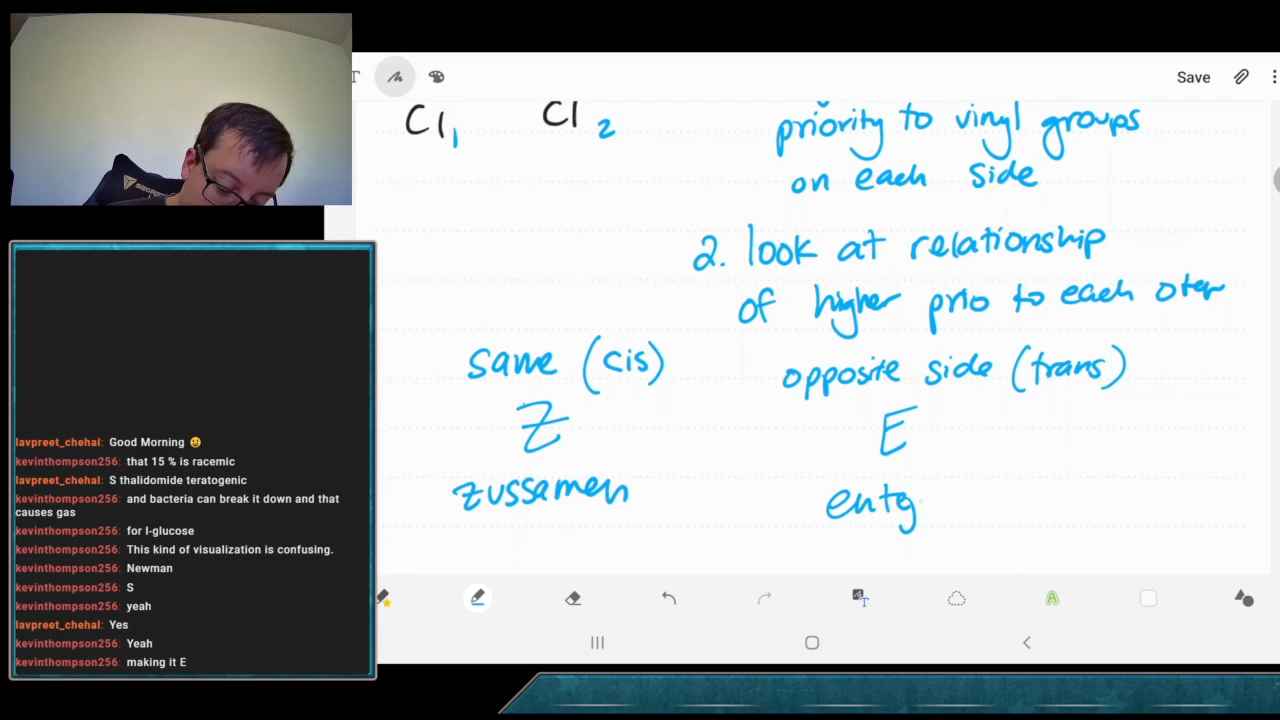 T
Save
Cl1 Cl 2
priority to vinyl groups
on each side
2. look at relationship
of higher prio to each oter
same (cis)
opposite side (trans)
Z
E
zussamen
entg
SECRET
lavpreet_chehal: Good Morning 😀
kevinthompson256: that 15 % is racemic
lavpreet_chehal: S thalidomide teratogenic
kevinthompson256: and bacteria can break it down and that
causes gas
kevinthompson256: for l-glucose
kevinthompson256: This kind of visualization is confusing.
kevinthompson256: Newman
kevinthompson256: S
kevinthompson256: yeah
lavpreet_chehal: Yes
kevinthompson256: Yeah
kevinthompson256: making it E
T
A